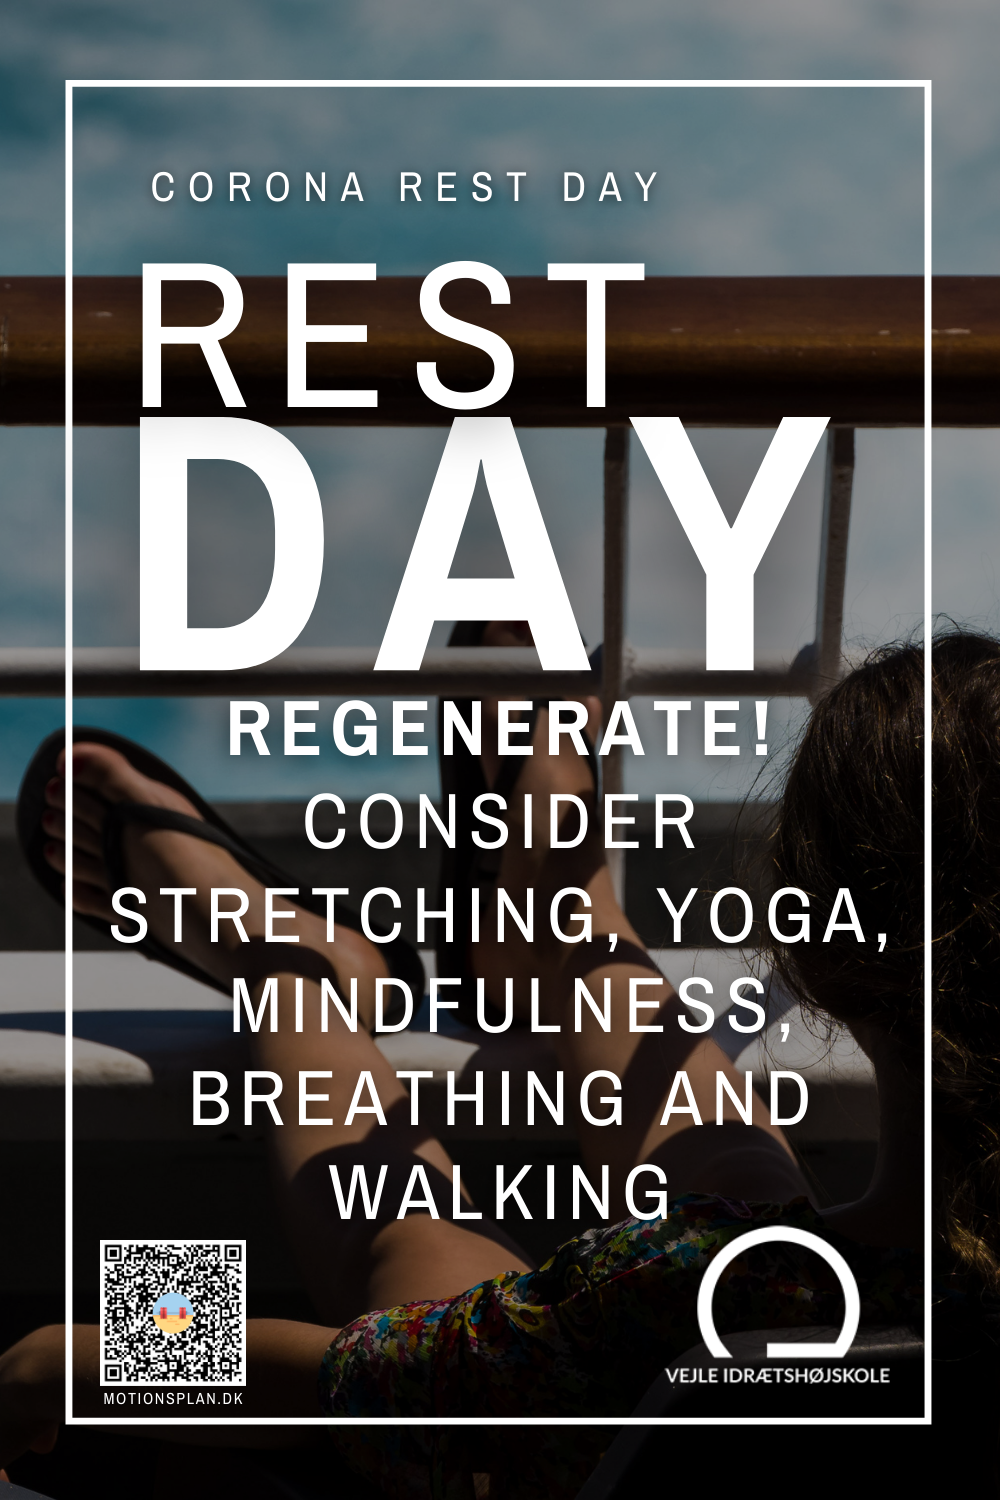 CORONA REST DAY
REST
DAY
REGENERATE!
CONSIDER
STRETCHING, YOGA,
MINDFULNESS,
BREATHING AND
WALKING
MOTIONSPLAN.DK
VEJLE IDRÆTSHØJSKOLE